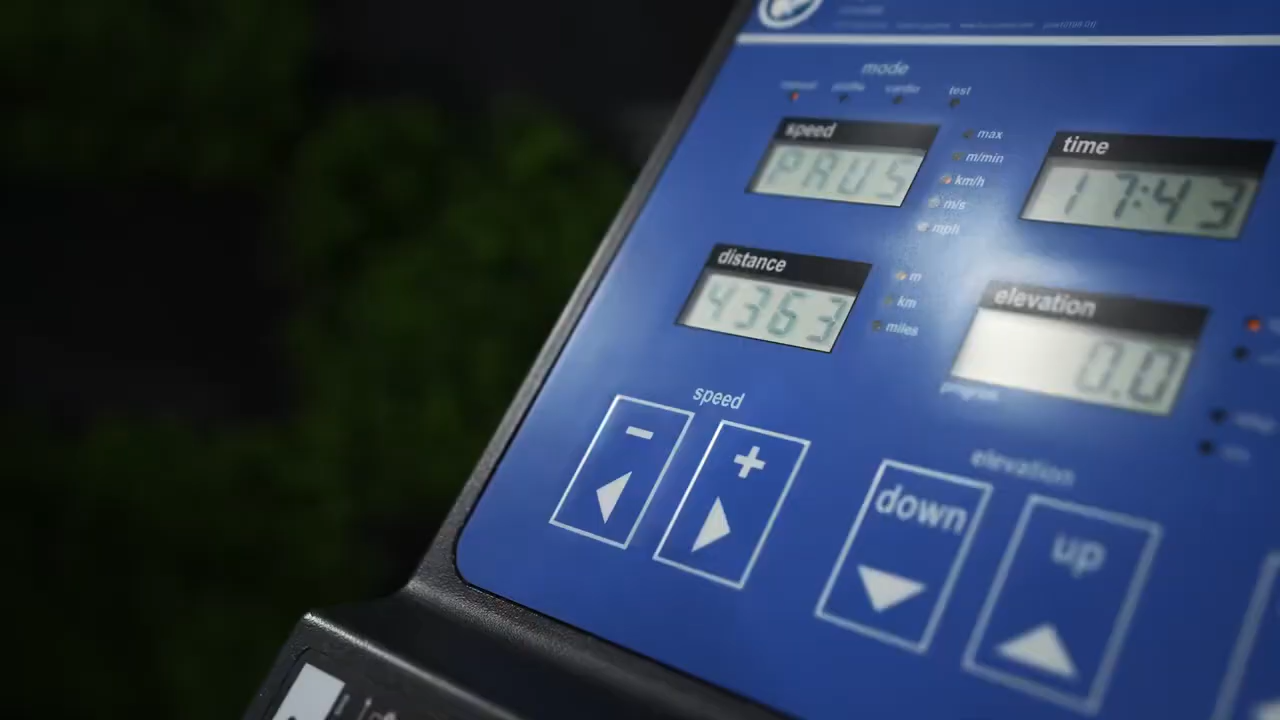 mode
manual profile cardio test
speed
PAUS
max
m/min
km/h
m/s
mph
time
17:43
distance
4363
m
km
miles
elevation
0.0
program
speed
-
+
elevation
down
up